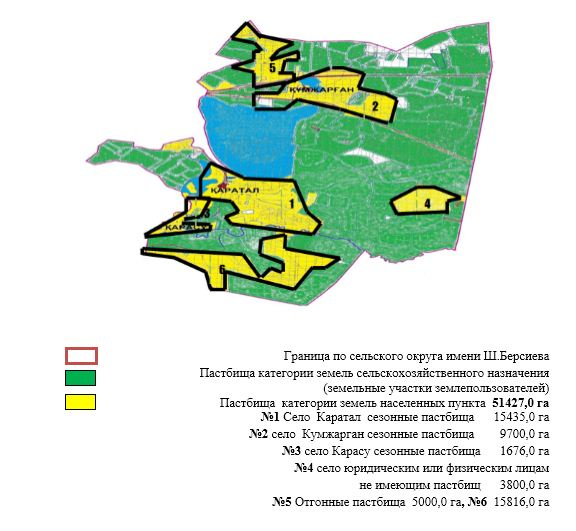 5
ҚҰМЖАРҒАН
2
ҚАРАТАЛ
1
4
3
ҚАРАСУ
6
Граница по сельского округа имени Ш.Берсиева
Пастбища категории земель сельскохозяйственного назначения
(земельные участки землепользователей)
Пастбища категории земель населенных пункта 51427,0 га
№1 Село Каратал сезонные пастбища 15435,0 га
№2 село Кумжарган сезонные пастбища 9700,0 га
№3 село Карасу сезонные пастбища 1676,0 га
№4 село юридическим или физическим лицам
не имеющим пастбищ 3800,0 га
№5 Отгонные пастбища 5000,0 га, №6 15816,0 га